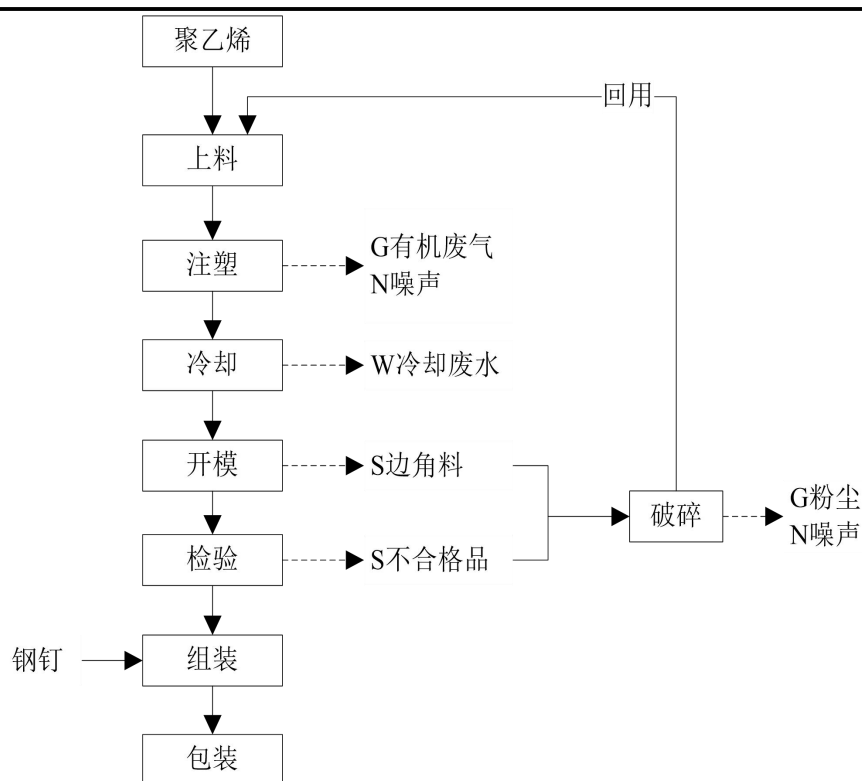 聚乙烯
回用
上料
注塑
G有机废气
N噪声
冷却
W冷却废水
开模
S边角料
破碎
G粉尘
N噪声
检验
S不合格品
钢钉
组装
包装